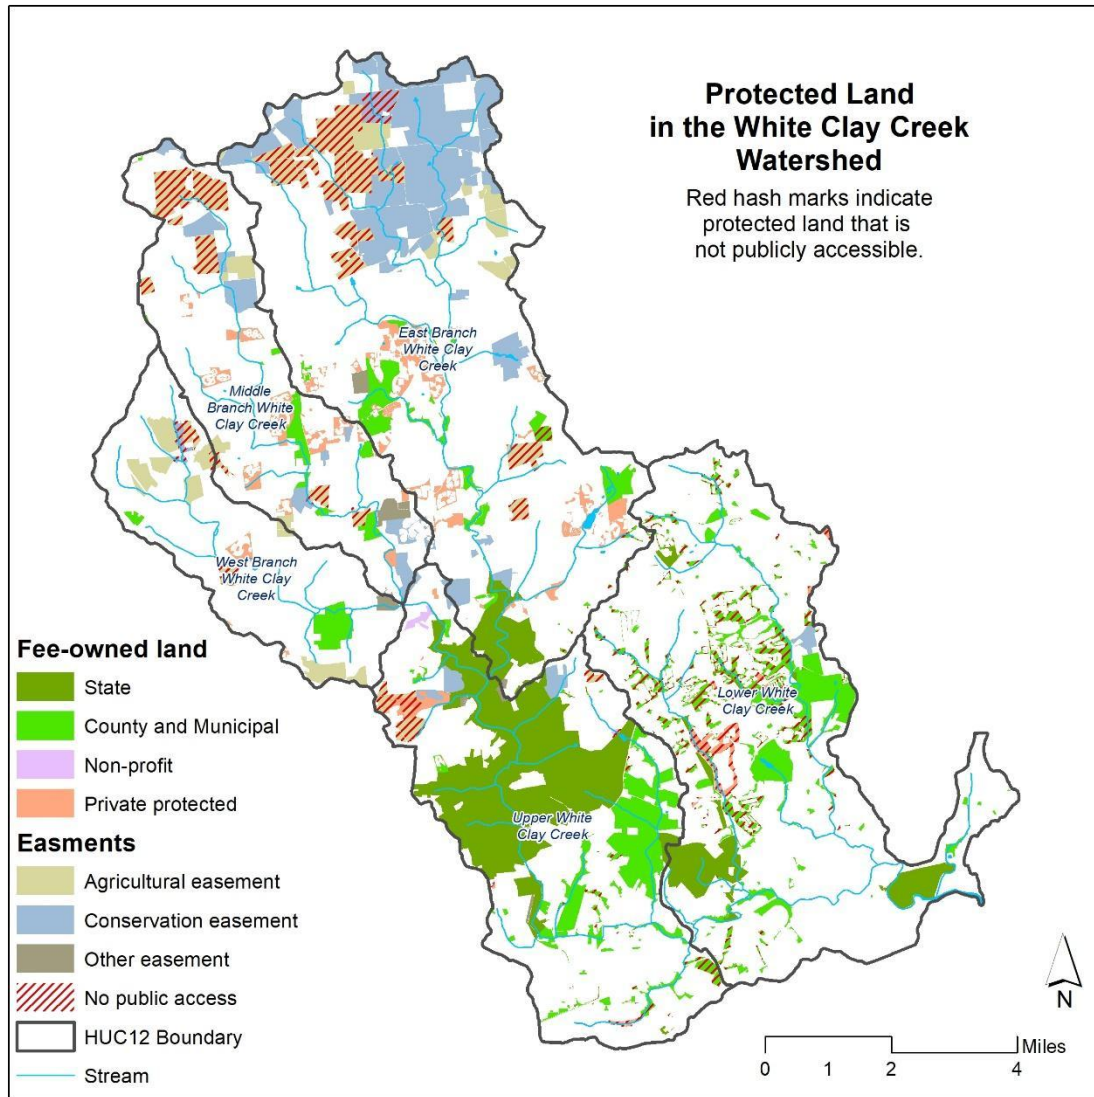 Protected Land
in the White Clay Creek
Watershed
Red hash marks indicate
protected land that is
not publicly accessible.
East Branch
White Clay
Creek
Middle
Branch White
Clay Creek
West Branch
White Clay
Creek
Lower White
Clay Creek
Upper White
Clay Creek
Fee-owned land
State
County and Municipal
Non-profit
Private protected
Easments
Agricultural easement
Conservation easement
Other easement
No public access
HUC12 Boundary
Stream
N
Miles
0 1 2 4